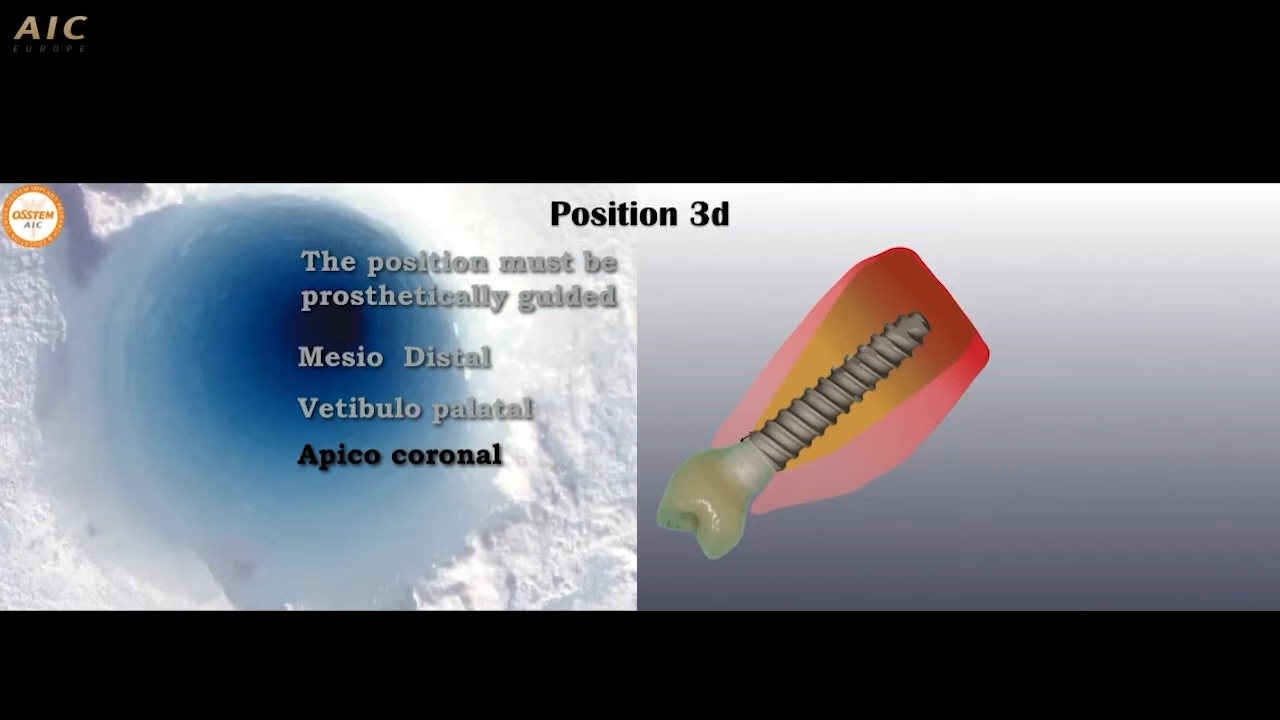 AIC
EUROPE
OSSTEM
AIC
Position 3d
The position must be
prosthetically guided
Mesio Distal
Vetibulo palatal
Apico coronal